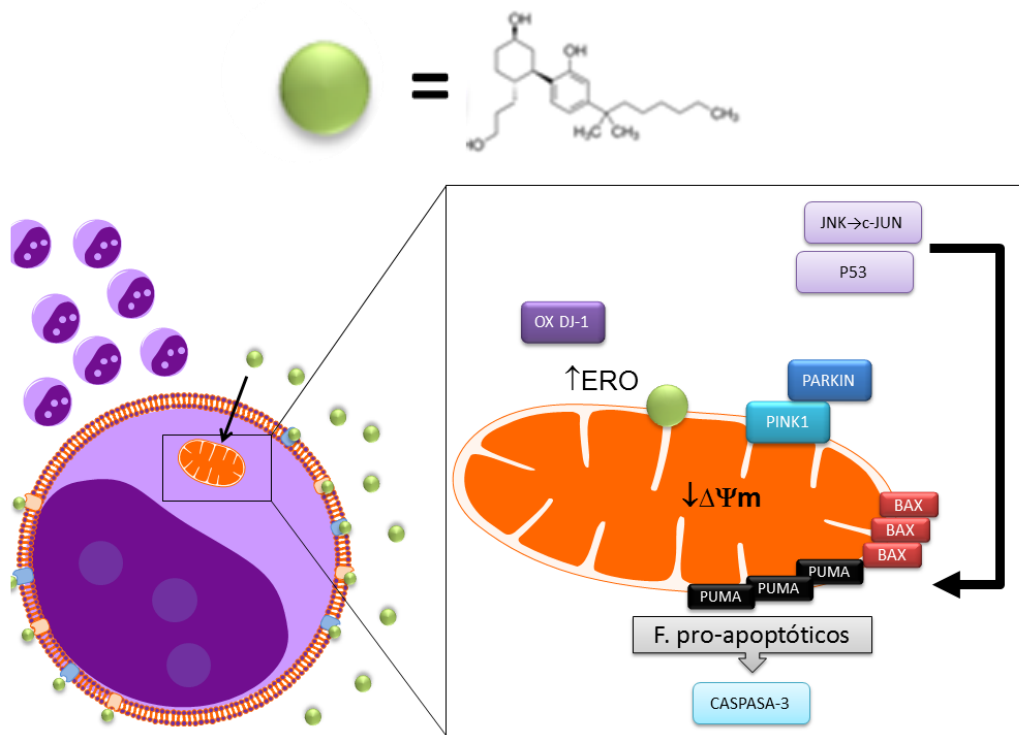 OH
OH
H₃C CH₃
CH₃
HO
JNK→c-JUN
P53
OX DJ-1
↑ERO
PARKIN
PINK1
↓ΔΨm
BAX
BAX
BAX
PUMA
PUMA
PUMA
F. pro-apoptóticos
CASPASA-3